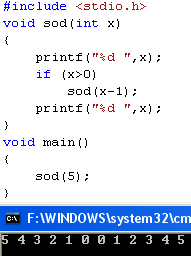 #include <stdio.h>
void sod(int x)
{
printf("%d ",x);
if (x>0)
sod(x-1);
printf("%d ",x);
}
void main()
{
sod(5);
}
F:\WINDOWS\system32\cm
5 4 3 2 1 0 0 1 2 3 4 5